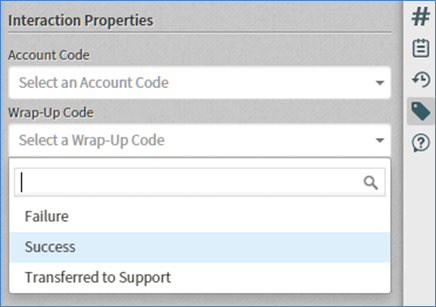 Interaction Properties
Account Code
Select an Account Code
Wrap-Up Code
Select a Wrap-Up Code
Failure
Success
Transferred to Support